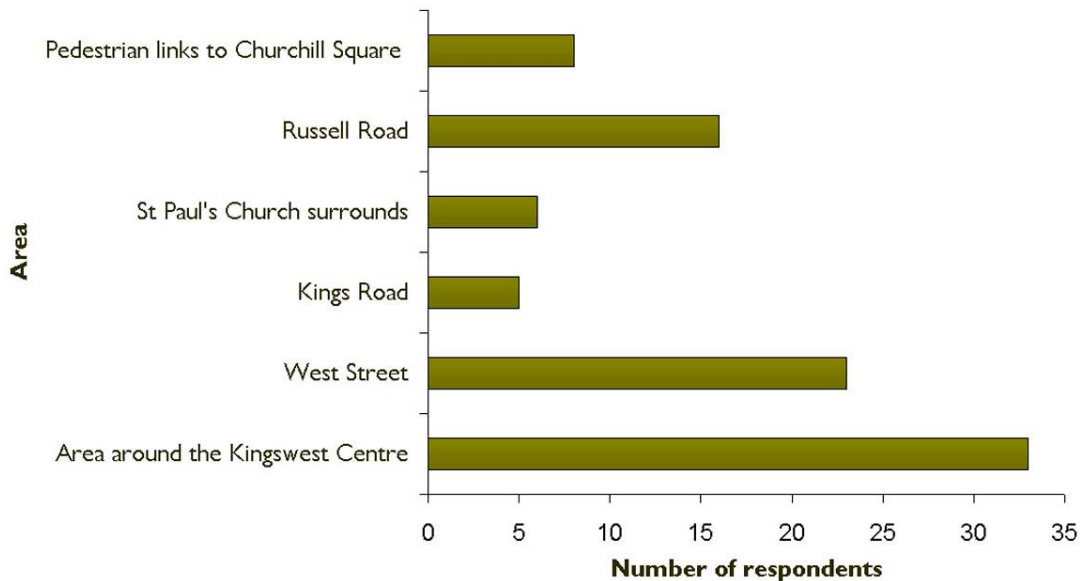 Pedestrian links to Churchill Square
Russell Road
St Paul's Church surrounds
Area
Kings Road
West Street
Area around the Kingswest Centre
0 5 10 15 20 25 30 35
Number of respondents